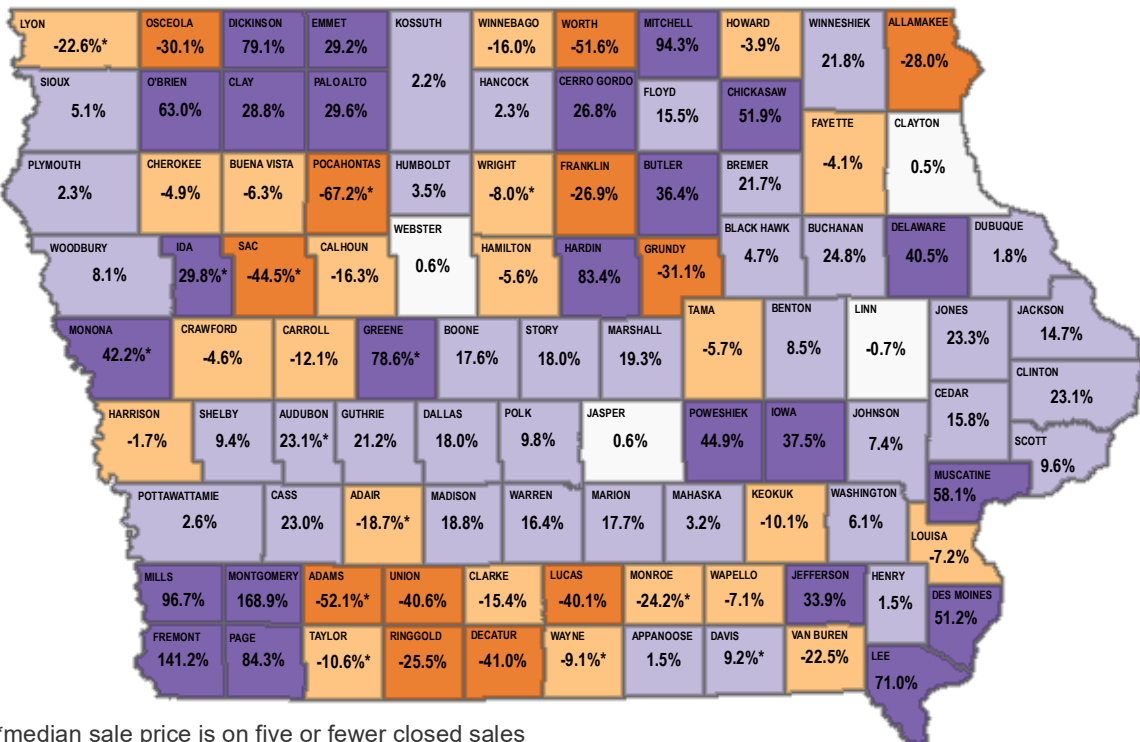 LYON
-22.6%*
OSCEOLA
-30.1%
DICKINSON
79.1%
EMMET
29.2%
KOSSUTH
2.2%
WINNEBAGO
-16.0%
WORTH
-51.6%
MITCHELL
94.3%
HOWARD
-3.9%
WINNESHIEK
21.8%
ALLAMAKEE
-28.0%
SIOUX
5.1%
O'BRIEN
63.0%
CLAY
28.8%
PALO ALTO
29.6%
HANCOCK
2.3%
CERRO GORDO
26.8%
FLOYD
15.5%
CHICKASAW
51.9%
FAYETTE
-4.1%
CLAYTON
0.5%
PLYMOUTH
2.3%
CHEROKEE
-4.9%
BUENA VISTA
-6.3%
POCAHONTAS
-67.2%*
HUMBOLDT
3.5%
WRIGHT
-8.0%*
FRANKLIN
-26.9%
BUTLER
36.4%
BREMER
21.7%
WOODBURY
8.1%
IDA
29.8%*
SAC
-44.5%*
CALHOUN
-16.3%
WEBSTER
0.6%
HAMILTON
-5.6%
HARDIN
83.4%
GRUNDY
-31.1%
BLACK HAWK
4.7%
BUCHANAN
24.8%
DELAWARE
40.5%
DUBUQUE
1.8%
MONONA
42.2%*
CRAWFORD
-4.6%
CARROLL
-12.1%
GREENE
78.6%*
BOONE
17.6%
STORY
18.0%
MARSHALL
19.3%
TAMA
-5.7%
BENTON
8.5%
LINN
-0.7%
JONES
23.3%
JACKSON
14.7%
CLINTON
23.1%
HARRISON
-1.7%
SHELBY
9.4%
AUDUBON
23.1%*
GUTHRIE
21.2%
DALLAS
18.0%
POLK
9.8%
JASPER
0.6%
POWESHIEK
44.9%
IOWA
37.5%
JOHNSON
7.4%
CEDAR
15.8%
SCOTT
9.6%
MUSCATINE
58.1%
POTTAWATTAMIE
2.6%
CASS
23.0%
ADAIR
-18.7%*
MADISON
18.8%
WARREN
16.4%
MARION
17.7%
MAHASKA
3.2%
KEOKUK
-10.1%
WASHINGTON
6.1%
LOUISA
-7.2%
MILLS
96.7%
MONTGOMERY
168.9%
ADAMS
-52.1%*
UNION
-40.6%
CLARKE
-15.4%
LUCAS
-40.1%
MONROE
-24.2%*
WAPELLO
-7.1%
JEFFERSON
33.9%
HENRY
1.5%
DES MOINES
51.2%
FREMONT
141.2%
PAGE
84.3%
TAYLOR
-10.6%*
RINGGOLD
-25.5%
DECATUR
-41.0%
WAYNE
-9.1%*
APPANOOSE
1.5%
DAVIS
9.2%*
VAN BUREN
-22.5%
LEE
71.0%
*median sale price is on five or fewer closed sales